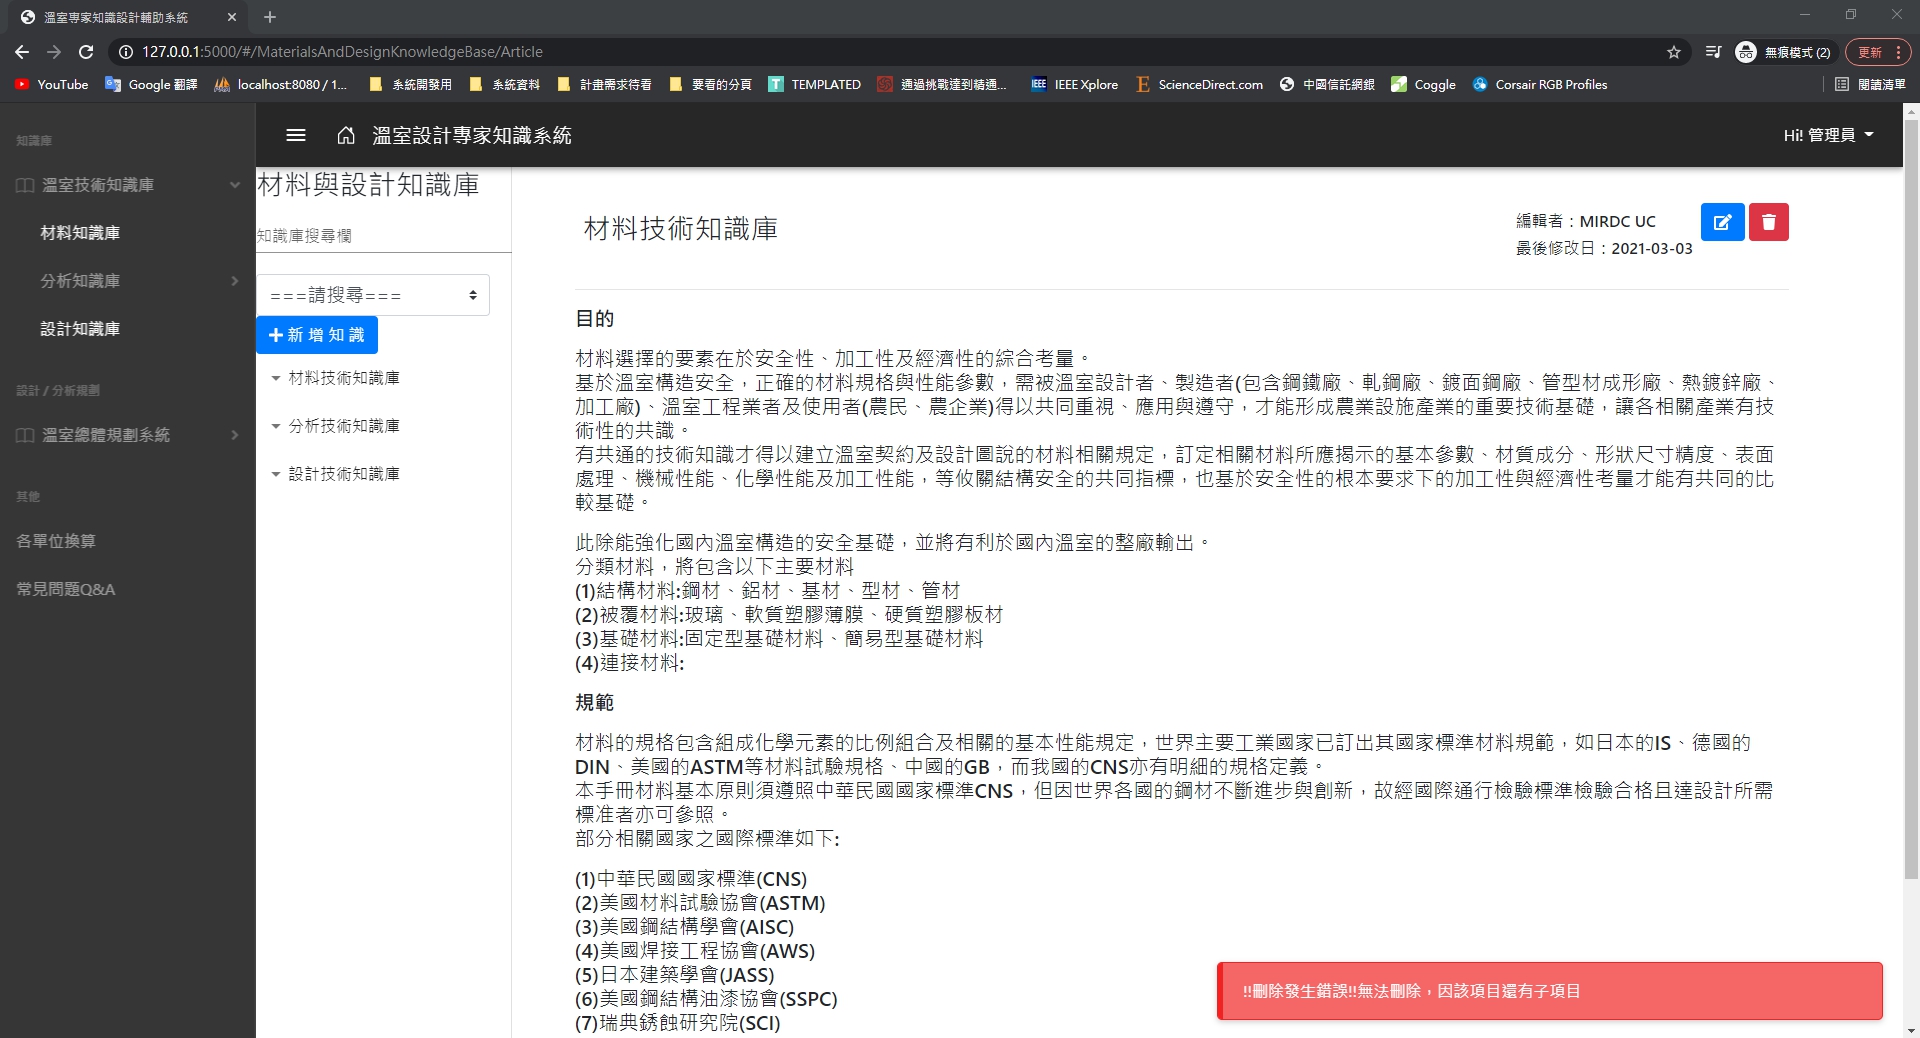 溫室專家知識設計輔助系統
127.0.0.1:5000/#/MaterialsAndDesignKnowledgeBase/Article
無痕模式 (2)
更新
YouTube
Google 翻譯
localhost:8080 / 1...
系統開發用
系統資料
計畫需求待看
要看的分頁
TEMPLATED
通過挑戰達到精通...
IEEE Xplore
ScienceDirect.com
中國信託網銀
Coggle
Corsair RGB Profiles
閱讀清單
知識庫
溫室技術知識庫
材料知識庫
分析知識庫
設計知識庫
設計 / 分析規劃
溫室總體規劃系統
其他
各單位換算
常見問題Q&A
溫室設計專家知識系統
Hi! 管理員
材料與設計知識庫
知識庫搜尋欄
===請搜尋===
新增知識
材料技術知識庫
分析技術知識庫
設計技術知識庫
材料技術知識庫
編輯者：MIRDC UC
最後修改日：2021-03-03
目的
材料選擇的要素在於安全性、加工性及經濟性的綜合考量。
基於溫室構造安全，正確的材料規格與性能參數，需被溫室設計者、製造者(包含鋼鐵廠、軋鋼廠、鍍面鋼廠、管型材成形廠、熱鍍鋅廠、
加工廠)、溫室工程業者及使用者(農民、農企業)得以共同重視、應用與遵守，才能形成農業設施產業的重要技術基礎，讓各相關產業有技
術性的共識。
有共通的技術知識才得以建立溫室契約及設計圖說的材料相關規定，訂定相關材料所應揭示的基本參數、材質成分、形狀尺寸精度、表面
處理、機械性能、化學性能及加工性能，等攸關結構安全的共同指標，也基於安全性的根本要求下的加工性與經濟性考量才能有共同的比
較基礎。
此除能強化國內溫室構造的安全基礎，並將有利於國內溫室的整廠輸出。
分類材料，將包含以下主要材料
(1)結構材料:鋼材、鋁材、基材、型材、管材
(2)被覆材料:玻璃、軟質塑膠薄膜、硬質塑膠板材
(3)基礎材料:固定型基礎材料、簡易型基礎材料
(4)連接材料:
規範
材料的規格包含組成化學元素的比例組合及相關的基本性能規定，世界主要工業國家已訂出其國家標準材料規範，如日本的IS、德國的
DIN、美國的ASTM等材料試驗規格、中國的GB，而我國的CNS亦有明細的規格定義。
本手冊材料基本原則須遵照中華民國國家標準CNS，但因世界各國的鋼材不斷進步與創新，故經國際通行檢驗標準檢驗合格且達設計所需
標准者亦可參照。
部分相關國家之國際標準如下:
(1)中華民國國家標準(CNS)
(2)美國材料試驗協會(ASTM)
(3)美國鋼結構學會(AISC)
(4)美國焊接工程協會(AWS)
(5)日本建築學會(JASS)
(6)美國鋼結構油漆協會(SSPC)
(7)瑞典銹蝕研究院(SCI)
!!刪除發生錯誤!!無法刪除，因該項目還有子項目